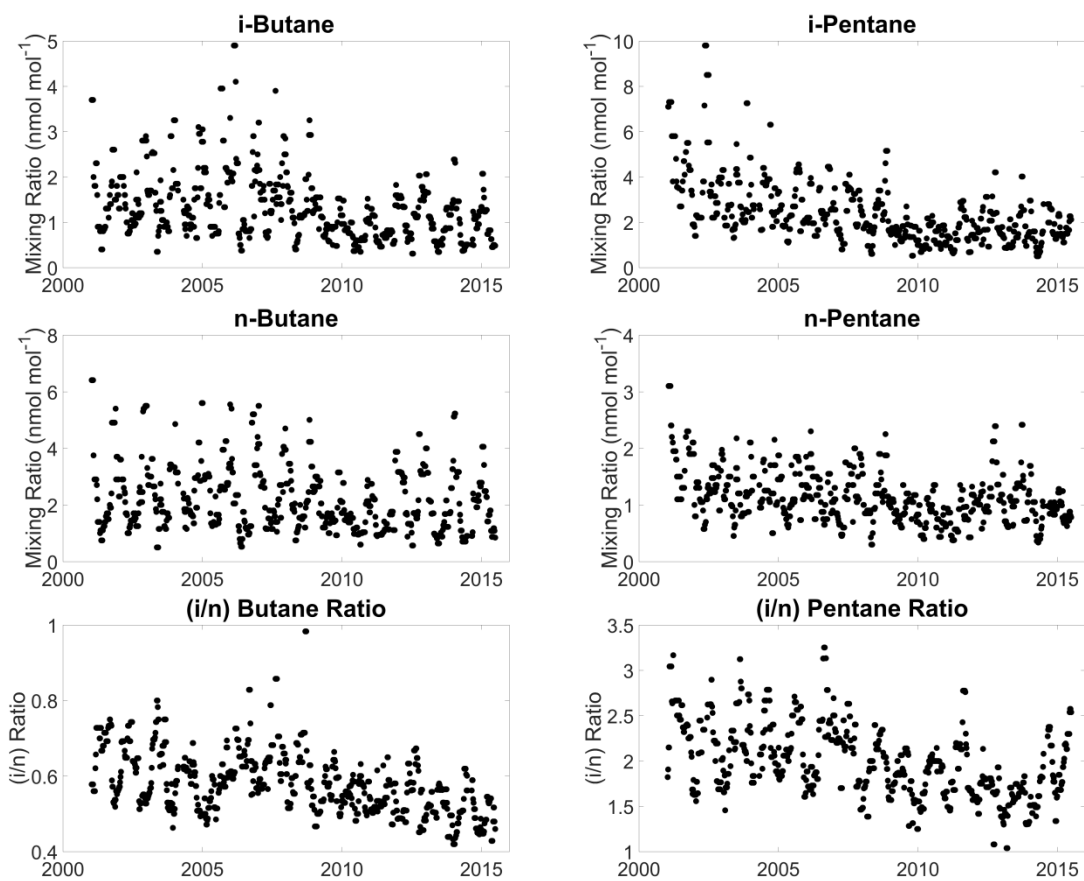 i-Butane
Mixing Ratio (nmol mol⁻¹)
5
4
3
2
1
0
2000 2005 2010 2015
i-Pentane
Mixing Ratio (nmol mol⁻¹)
10
8
6
4
2
0
2000 2005 2010 2015
n-Butane
Mixing Ratio (nmol mol⁻¹)
8
6
4
2
0
2000 2005 2010 2015
n-Pentane
Mixing Ratio (nmol mol⁻¹)
4
3
2
1
0
2000 2005 2010 2015
(i/n) Butane Ratio
(i/n) Ratio
1
0.8
0.6
0.4
2000 2005 2010 2015
(i/n) Pentane Ratio
(i/n) Ratio
3.5
3
2.5
2
1.5
1
2000 2005 2010 2015